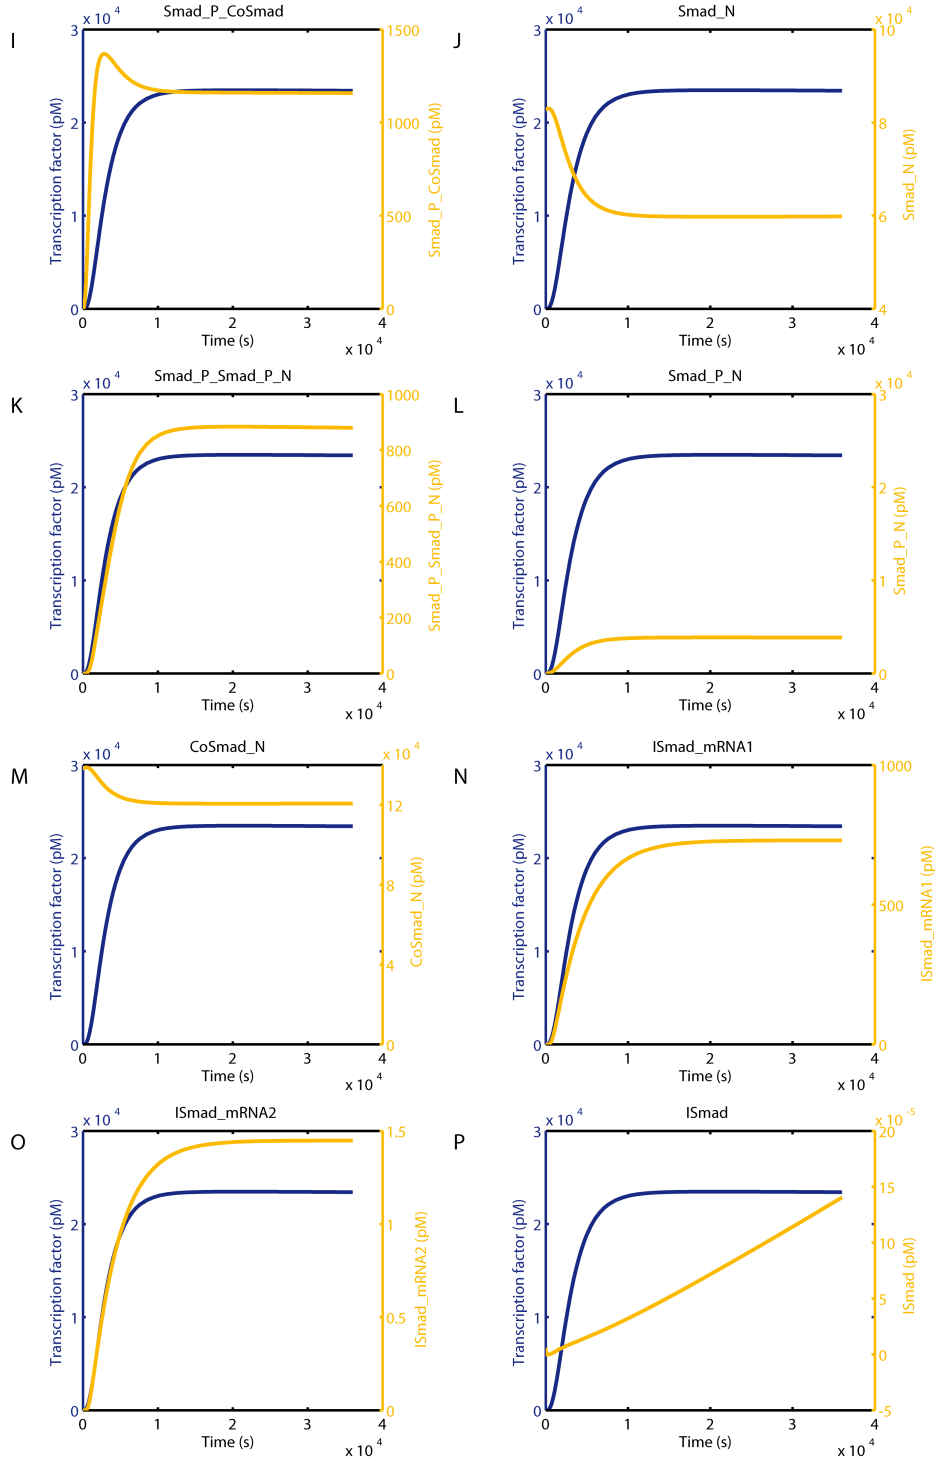 I
Smad_P_CoSmad
x 10 4
3
2
1
0
Transcription factor (pM)
1500
1000
500
0
Smad_P_CoSmad (pM)
0 1 2 3 4
Time (s)
x 10 4
J
Smad_N
x 10 4
3
2
1
0
Transcription factor (pM)
x 10 4
10
8
6
4
Smad_N (pM)
0 1 2 3 4
Time (s)
x 10 4
K
Smad_P_Smad_P_N
x 10 4
3
2
1
0
Transcription factor (pM)
1000
800
600
400
200
0
Smad_P_Smad_P_N (pM)
0 1 2 3 4
Time (s)
x 10 4
L
Smad_P_N
x 10 4
3
2
1
0
Transcription factor (pM)
x 10 4
3
2
1
0
Smad_P_N (pM)
0 1 2 3 4
Time (s)
x 10 4
M
CoSmad_N
x 10 4
3
2
1
0
Transcription factor (pM)
x 10 4
12
8
4
0
CoSmad_N (pM)
0 1 2 3 4
Time (s)
x 10 4
N
ISmad_mRNA1
x 10 4
3
2
1
0
Transcription factor (pM)
1000
500
0
ISmad_mRNA1 (pM)
0 1 2 3 4
Time (s)
x 10 4
O
ISmad_mRNA2
x 10 4
3
2
1
0
Transcription factor (pM)
1.5
1
0.5
0
ISmad_mRNA2 (pM)
0 1 2 3 4
Time (s)
x 10 4
P
ISmad
x 10 4
3
2
1
0
Transcription factor (pM)
x 10 -5
20
15
10
5
0
-5
ISmad (pM)
0 1 2 3 4
Time (s)
x 10 4